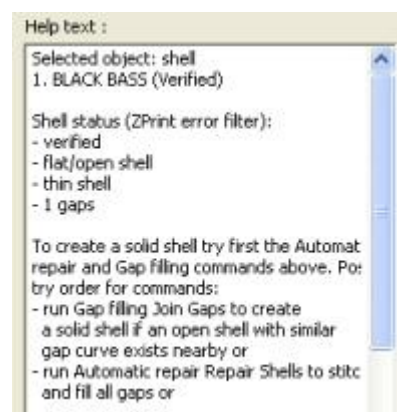 Help text :
Selected object: shell
1. BLACK BASS (Verified)
Shell status (ZPrint error filter):
- verified
- flat/open shell
- thin shell
- 1 gaps
To create a solid shell try first the Automat
repair and Gap filling commands above. Pos
try order for commands:
- run Gap filling Join Gaps to create
a solid shell if an open shell with similar
gap curve exists nearby or
- run Automatic repair Repair Shells to stitc
and fill all gaps or